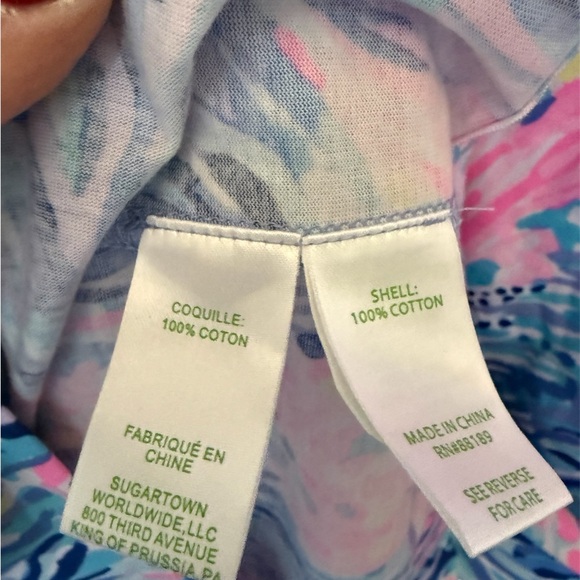 COQUILLE:
100% COTON
FABRIQUÉ EN
CHINE
SUGARTOWN
WORLDWIDE,LLC
800 THIRD AVENUE
KING OF PRUSSIA, PA
SHELL:
100% COTTON
MADE IN CHINA
RN#88189
SEE REVERSE
FOR CARE